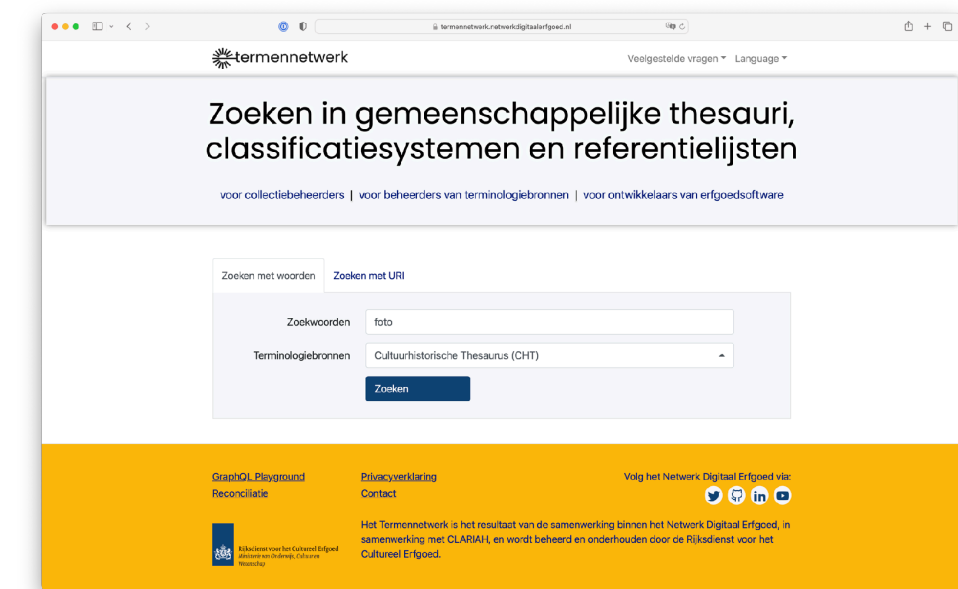 termennetwerk.netwerkdigitaalerfgoed.nl
termennetwerk
Veelgestelde vragen Language
Zoeken in gemeenschappelijke thesauri,
classificatiesystemen en referentielijsten
voor collectiebeheerders | voor beheerders van terminologiebronnen | voor ontwikkelaars van erfgoedsoftware
Zoeken met woorden Zoeken met URI
Zoekwoorden foto
Terminologiebronnen Cultuurhistorische Thesaurus (CHT)
Zoeken
GraphQL Playground Privacyverklaring Volg het Netwerk Digitaal Erfgoed via:
Reconciliatie Contact
Het Termennetwerk is het resultaat van de samenwerking binnen het Netwerk Digitaal Erfgoed, in
samenwerking met CLARIAH, en wordt beheerd en onderhouden door de Rijksdienst voor het
Cultureel Erfgoed.
Rijksdienst voor het Cultureel Erfgoed
Ministerie van Onderwijs, Cultuur en
Wetenschap